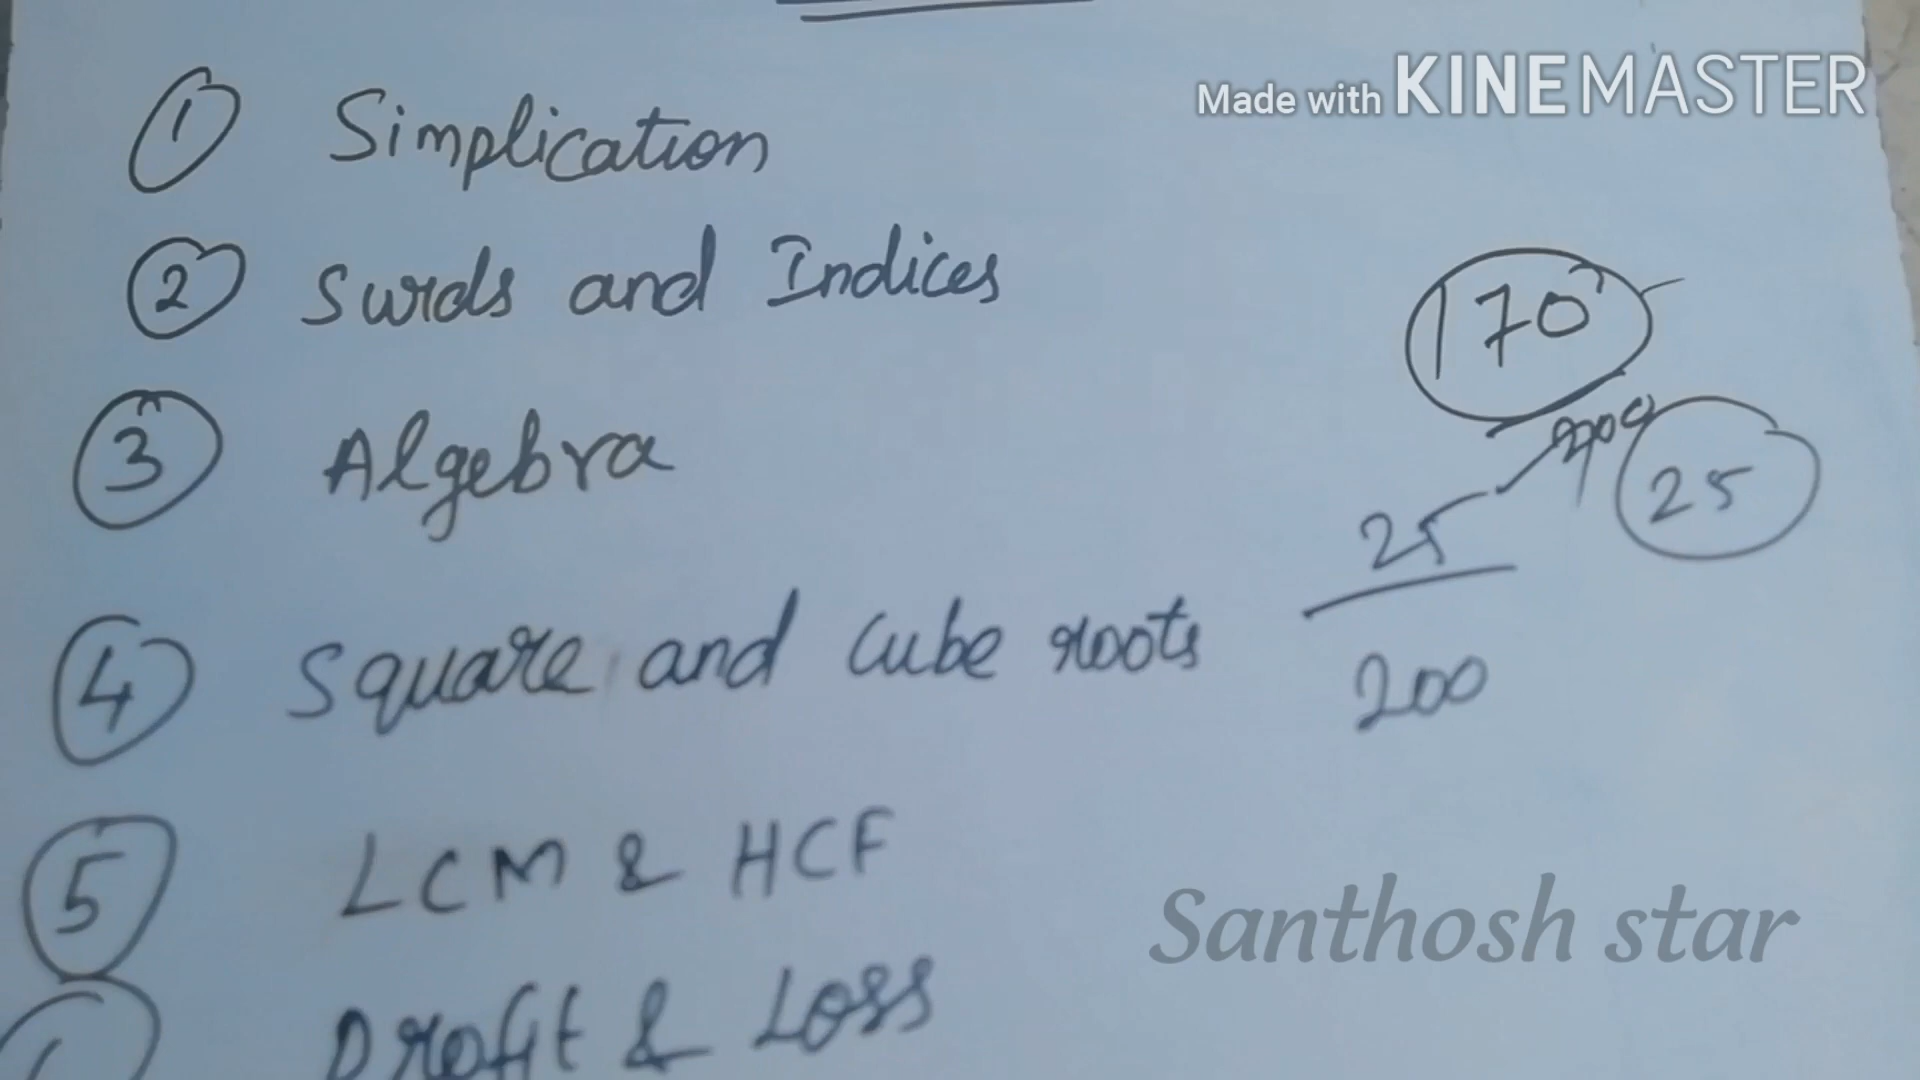 Made with KINEMASTER
① Simplication
② Surds and Indices
170
③ Algebra
25
25
200
④ Square and Cube roots
⑤ LCM & HCF
Santhosh star
Profit & Loss